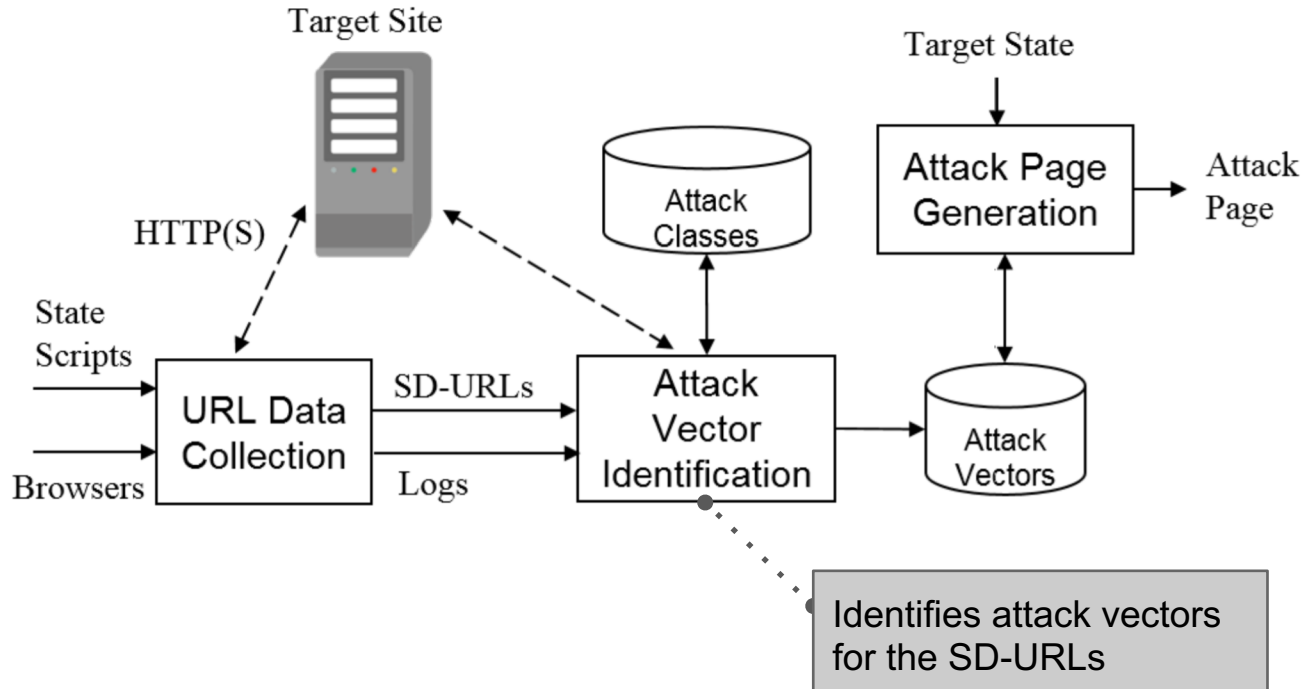 Target Site
Target State
Attack Page
Generation
Attack
Page
Attack
Classes
HTTP(S)
State
Scripts
Browsers
URL Data
Collection
SD-URLs
Logs
Attack
Vector
Identification
Attack
Vectors
Identifies attack vectors
for the SD-URLs